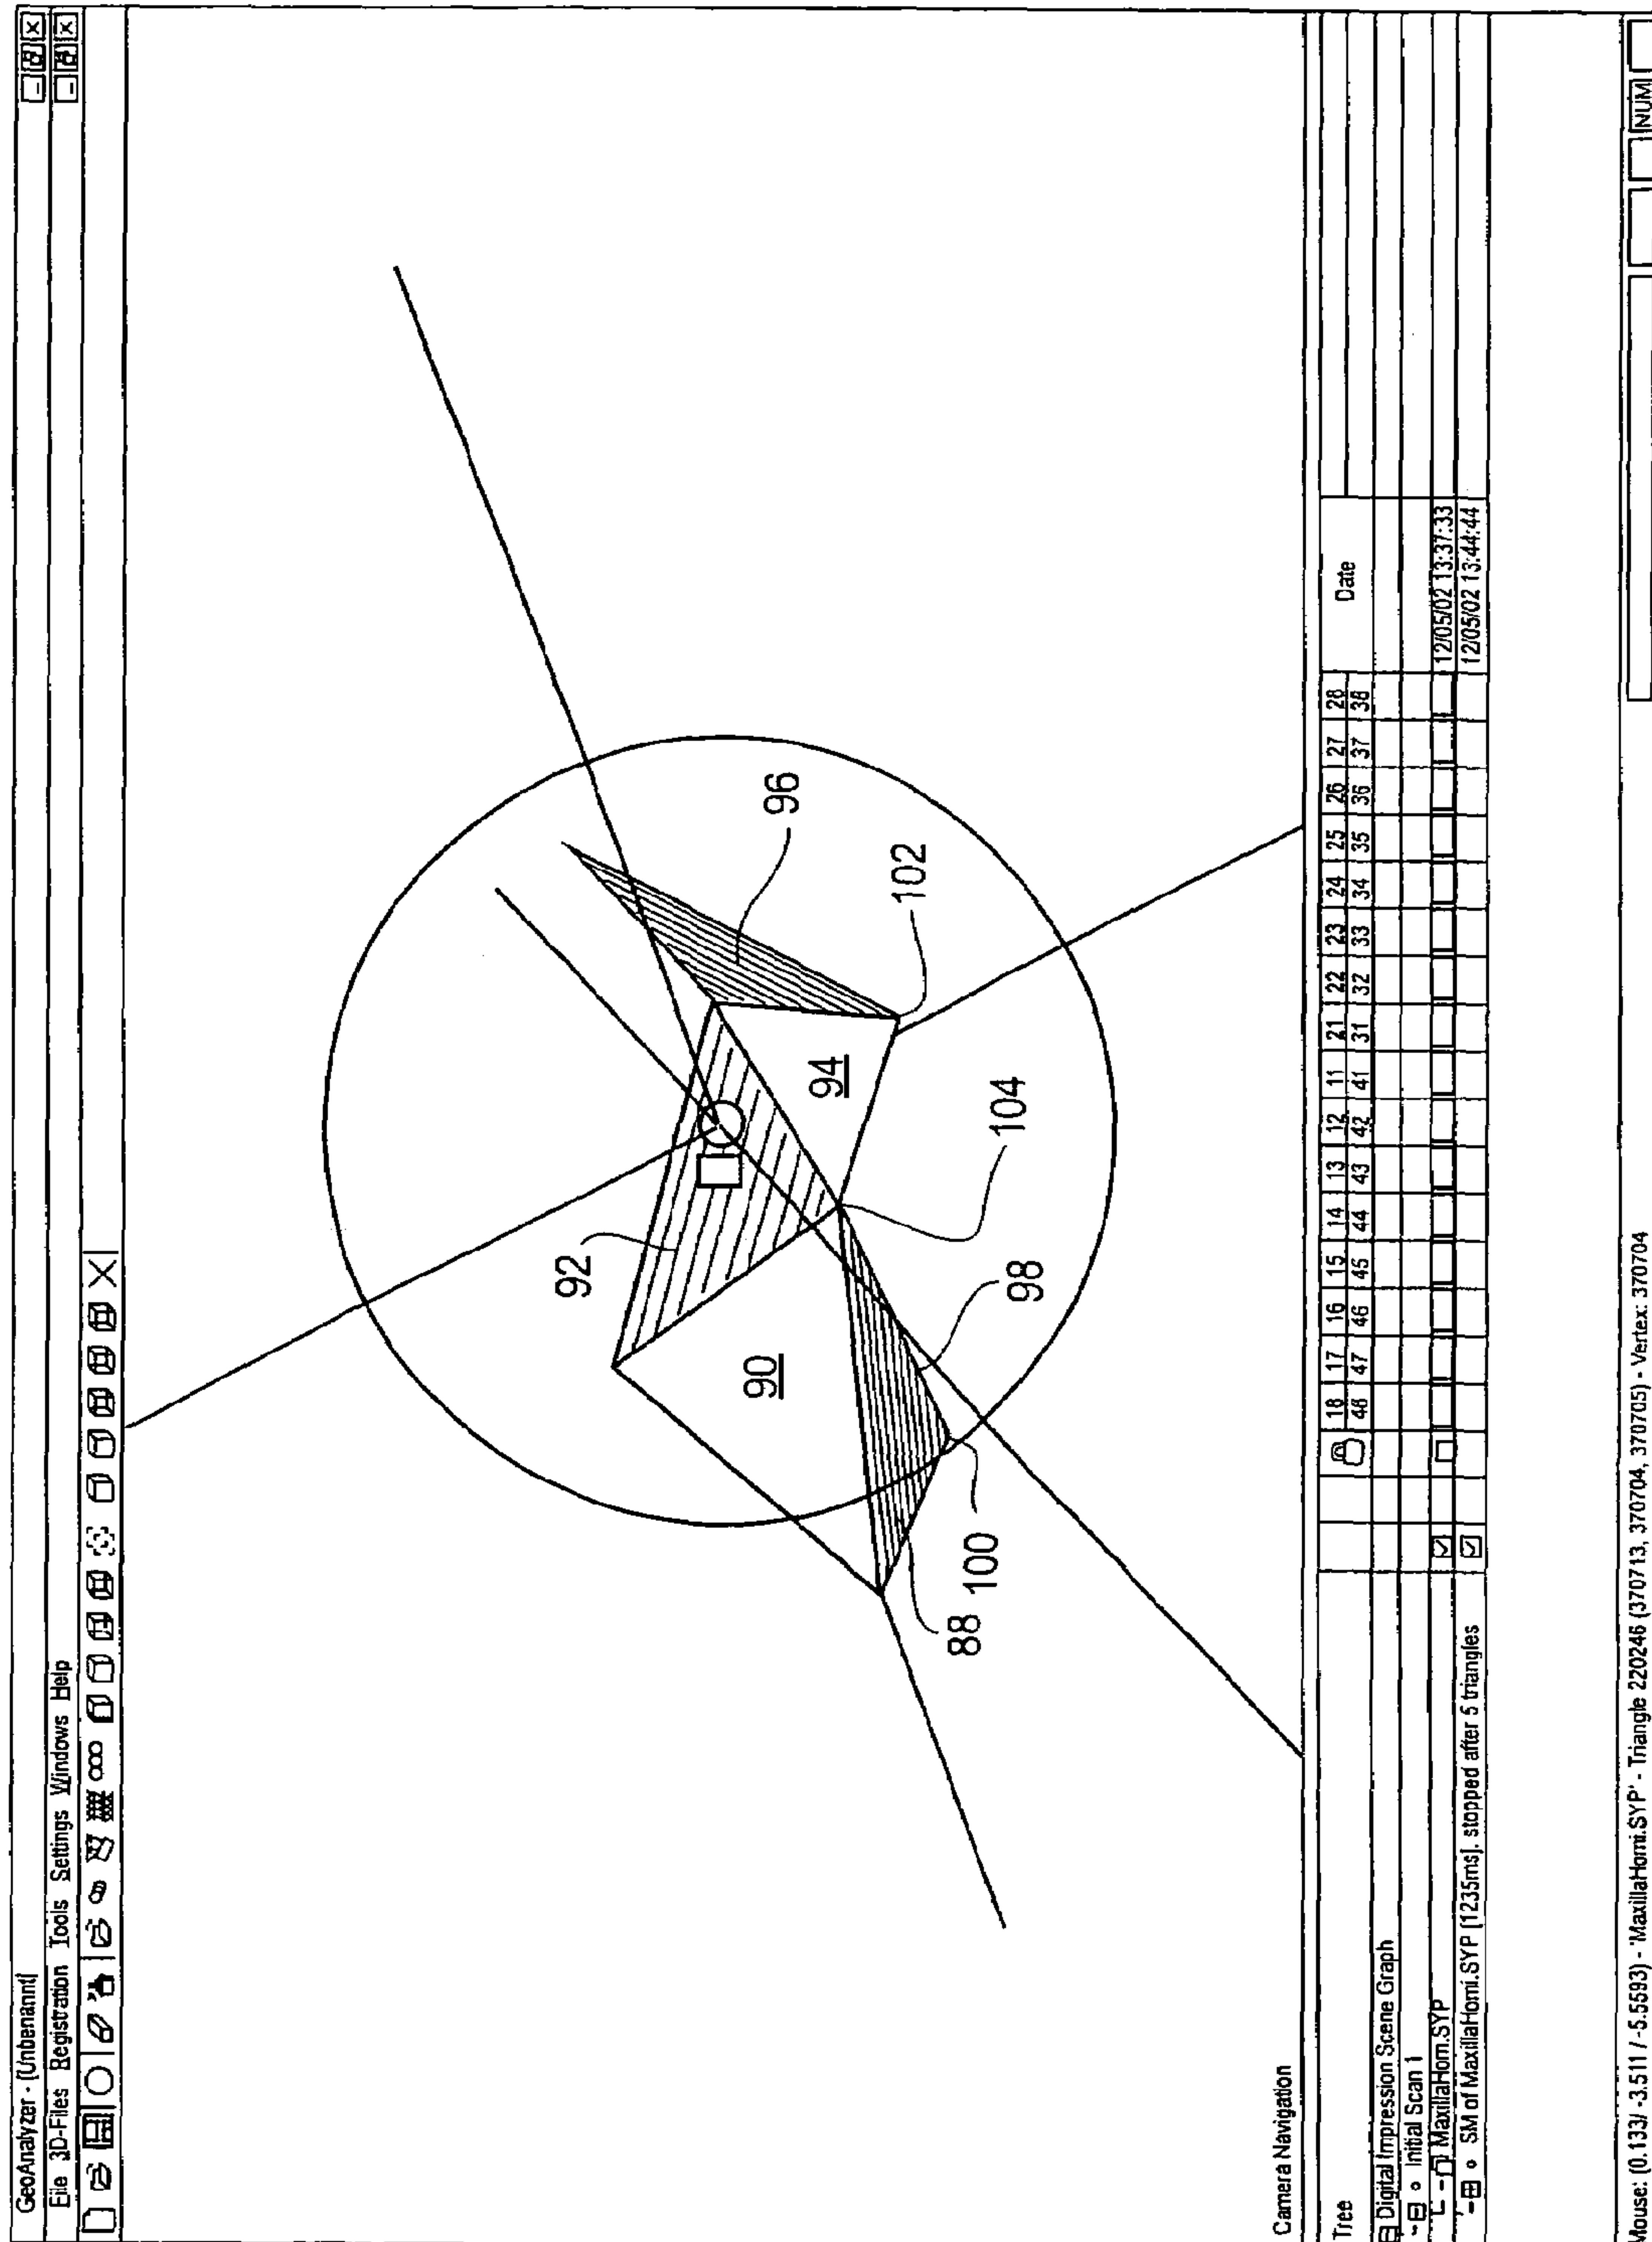 GeoAnalyzer - [Unbenannt]
File 3D-Files Registration Tools Settings Windows Help
92
96
90
94
102
104
98
88
100
Camera Navigation
Tree 18 17 16 15 14 13 12 11 21 22 23 24 25 26 27 28 Date
48 47 46 45 44 43 42 41 31 32 33 34 35 36 37 38
Digital Impression Scene Graph
Initial Scan 1
MaxillaHorni.SYP 12/05/02 13:37:33
SM of MaxillaHorni.SYP [1235ms]. stopped after 5 triangles 12/05/02 13:44:44
Mouse: (0.133/ -3.511 / -5.5593) - 'MaxillaHorni.SYP' - Triangle 220246 (370713, 370704, 370705) - Vertex: 370704
NUM